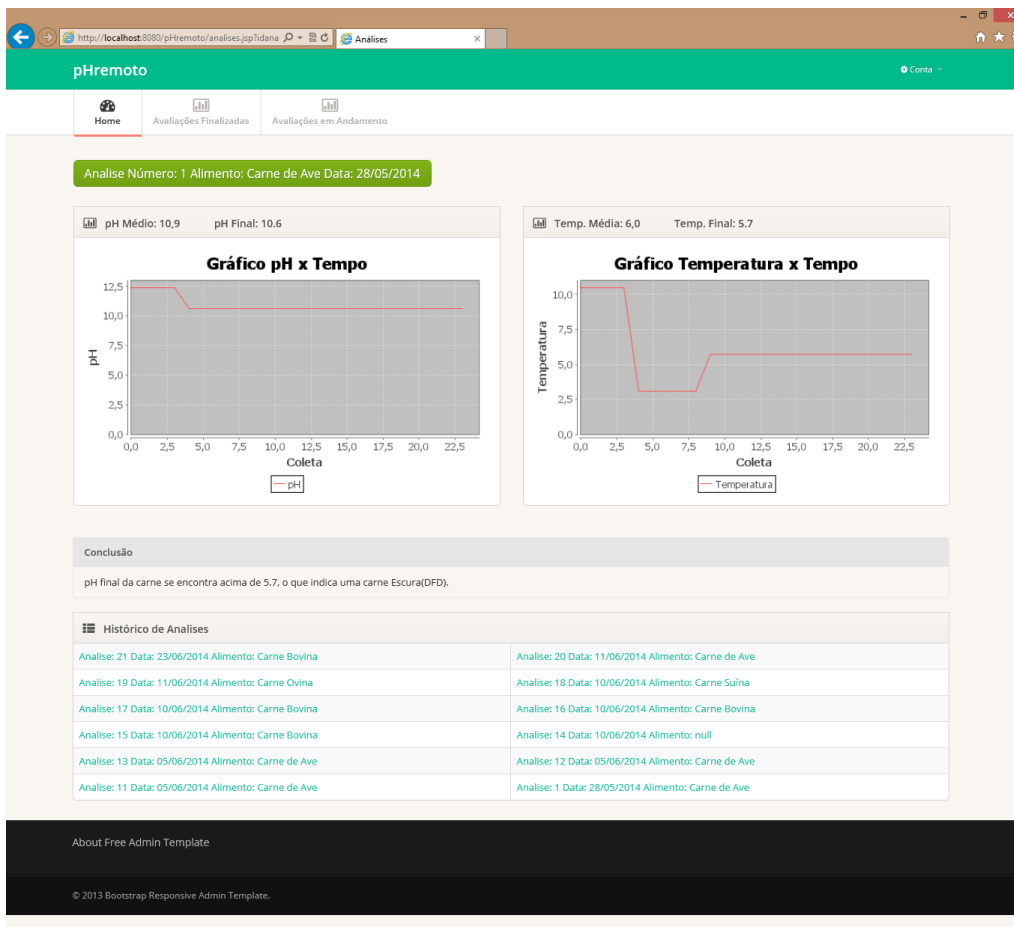 http://localhost:8080/pHremoto/analises.jsp?idana
Análises
pHremoto
Conta
Home
Avaliações Finalizadas
Avaliações em Andamento
Analise Número: 1 Alimento: Carne de Ave Data: 28/05/2014
pH Médio: 10,9 pH Final: 10.6
Gráfico pH x Tempo
12,5
10,0
7,5
5,0
2,5
0,0
pH
0,0 2,5 5,0 7,5 10,0 12,5 15,0 17,5 20,0 22,5
Coleta
pH
Temp. Média: 6,0 Temp. Final: 5.7
Gráfico Temperatura x Tempo
10,0
7,5
5,0
2,5
0,0
Temperatura
0,0 2,5 5,0 7,5 10,0 12,5 15,0 17,5 20,0 22,5
Coleta
Temperatura
Conclusão
pH final da carne se encontra acima de 5.7, o que indica uma carne Escura(DFD).
Histórico de Analises
Analise: 21 Data: 23/06/2014 Alimento: Carne Bovina
Analise: 20 Data: 11/06/2014 Alimento: Carne de Ave
Analise: 19 Data: 11/06/2014 Alimento: Carne Ovina
Analise: 18 Data: 10/06/2014 Alimento: Carne Suína
Analise: 17 Data: 10/06/2014 Alimento: Carne Bovina
Analise: 16 Data: 10/06/2014 Alimento: Carne Bovina
Analise: 15 Data: 10/06/2014 Alimento: Carne Bovina
Analise: 14 Data: 10/06/2014 Alimento: null
Analise: 13 Data: 05/06/2014 Alimento: Carne de Ave
Analise: 12 Data: 05/06/2014 Alimento: Carne de Ave
Analise: 11 Data: 05/06/2014 Alimento: Carne de Ave
Analise: 1 Data: 28/05/2014 Alimento: Carne de Ave
About Free Admin Template
© 2013 Bootstrap Responsive Admin Template.